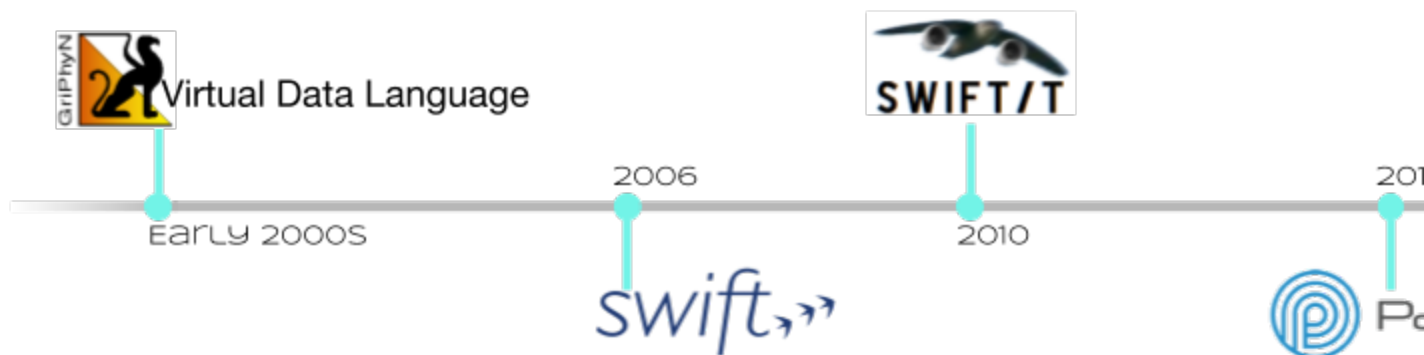 GriPhyN
Virtual Data Language
SWIFT/T
2006
Early 2000s
2010
swift